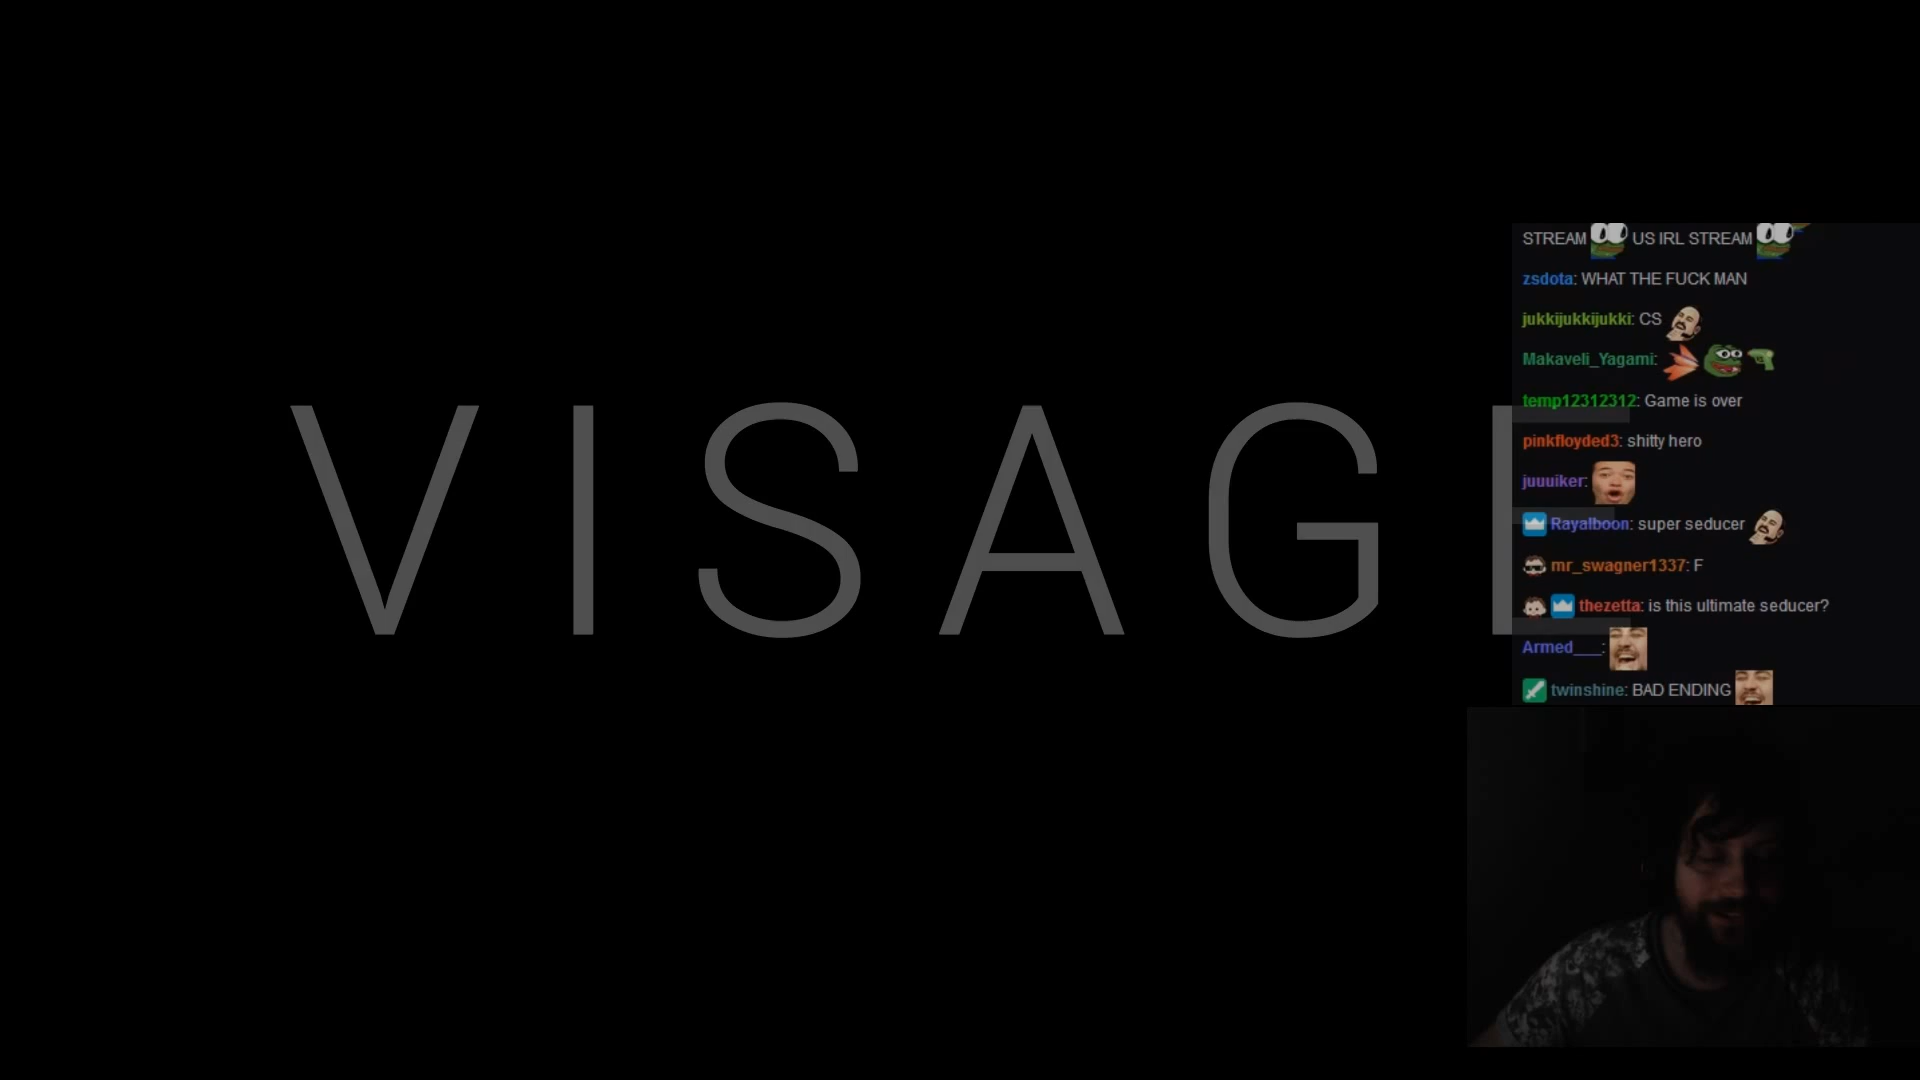 VISAGE
STREAM US IRL STREAM
zsdota: WHAT THE FUCK MAN
jukkijukkijukki: CS
Makaveli_Yagami:
temp12312312: Game is over
pinkfloyded3: shitty hero
juuuiker:
Rayalboon: super seducer
mr_swagner1337: F
thezetta: is this ultimate seducer?
Armed___:
twinshine: BAD ENDING